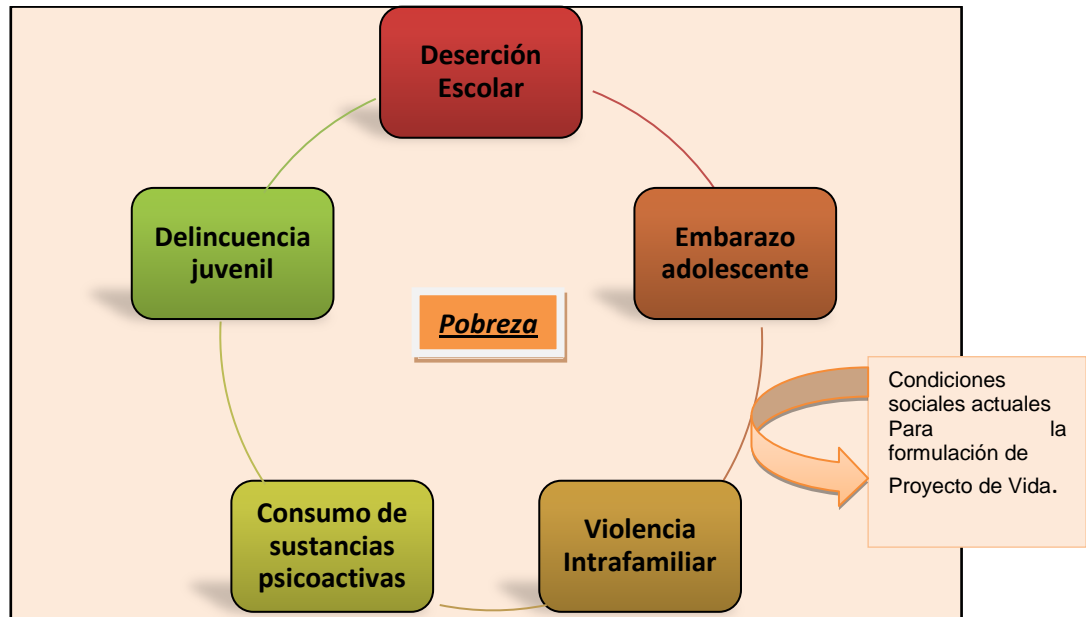 Deserción
Escolar
Embarazo
adolescente
Violencia
Intrafamiliar
Consumo de
sustancias
psicoactivas
Delincuencia
juvenil
Pobreza
Condiciones
sociales actuales
Para la
formulación de
Proyecto de Vida.